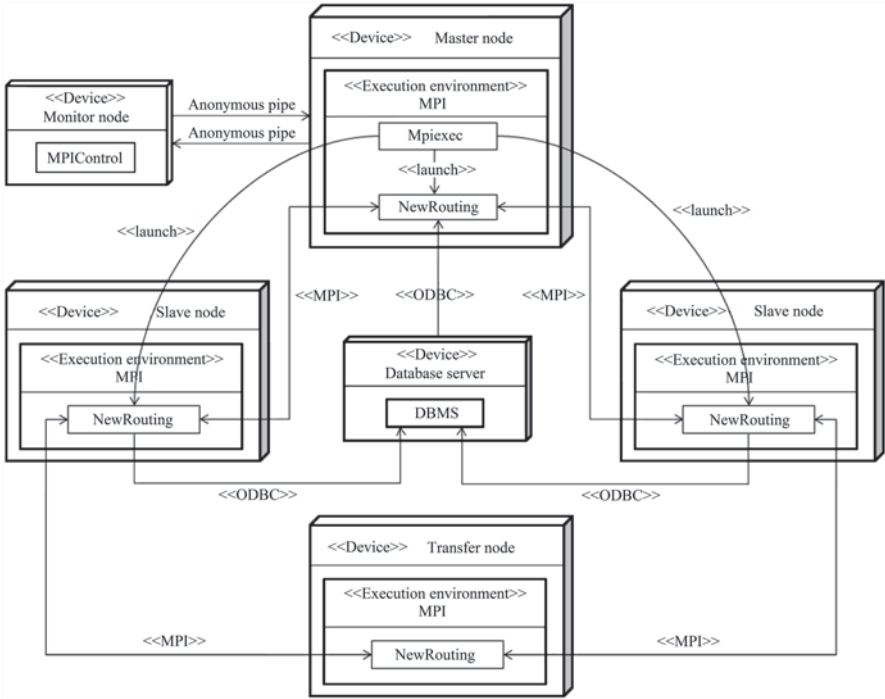 <<Device>> Master node
<<Execution environment>>
MPI
Mpiexec
<<launch>>
NewRouting
<<Device>>
Monitor node
MPIControl
Anonymous pipe
Anonymous pipe
<<launch>>
<<launch>>
<<MPI>>
<<ODBC>>
<<MPI>>
<<Device>> Slave node
<<Execution environment>>
MPI
NewRouting
<<Device>>
Database server
DBMS
<<Device>> Slave node
<<Execution environment>>
MPI
NewRouting
<<ODBC>>
<<ODBC>>
<<Device>> Transfer node
<<Execution environment>>
MPI
NewRouting
<<MPI>>
<<MPI>>